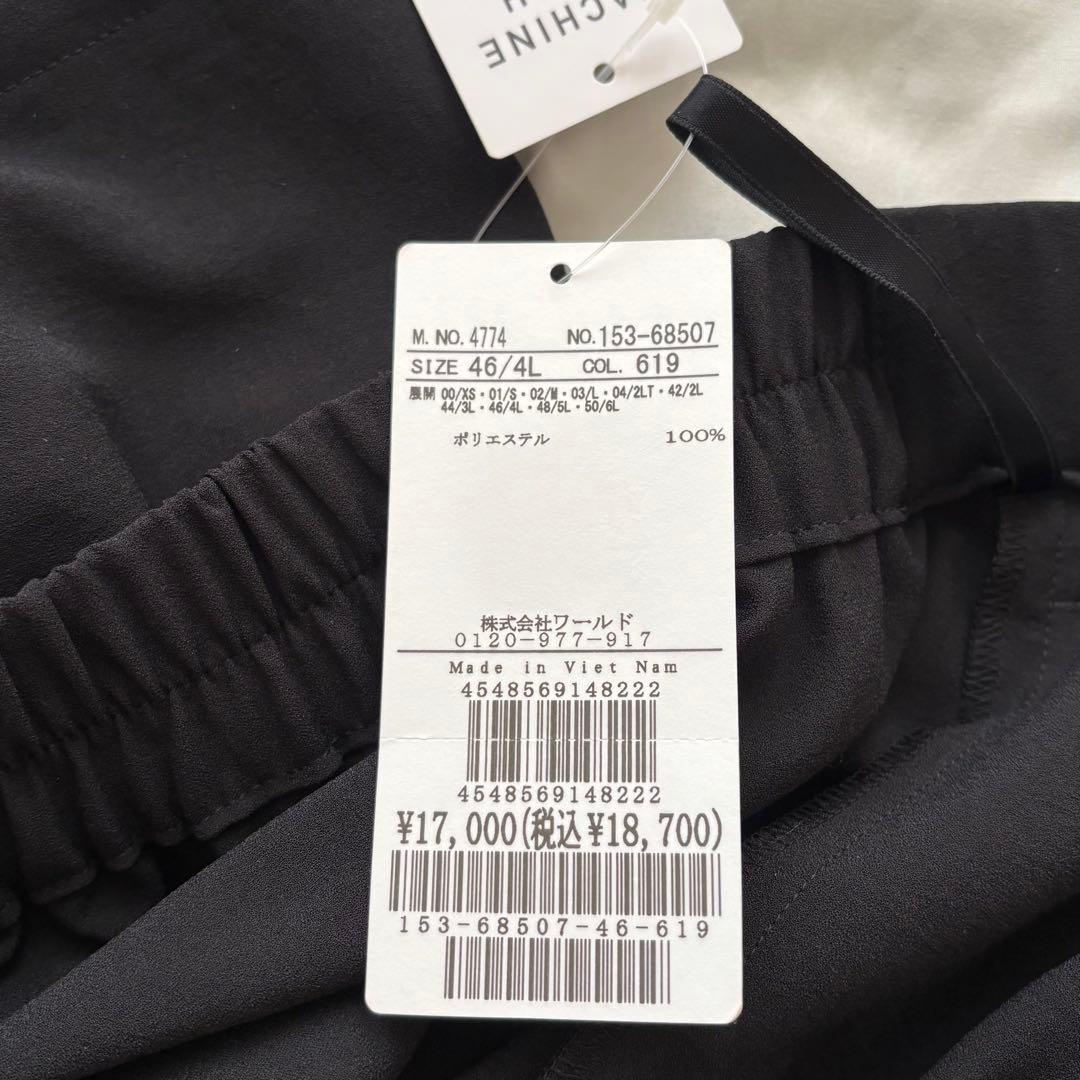 MACHINE
M. NO. 4774 NO. 153-68507
SIZE 46/4L COL. 619
展開 00/XS・01/S・02/M・03/L・04/2LT・42/2L
44/3L・46/4L・48/5L・50/6L
ポリエステル 100%
株式会社ワールド
0120-977-917
Made in Viet Nam
4548569148222
4548569148222
¥17,000(税込¥18,700)
153-68507-46-619